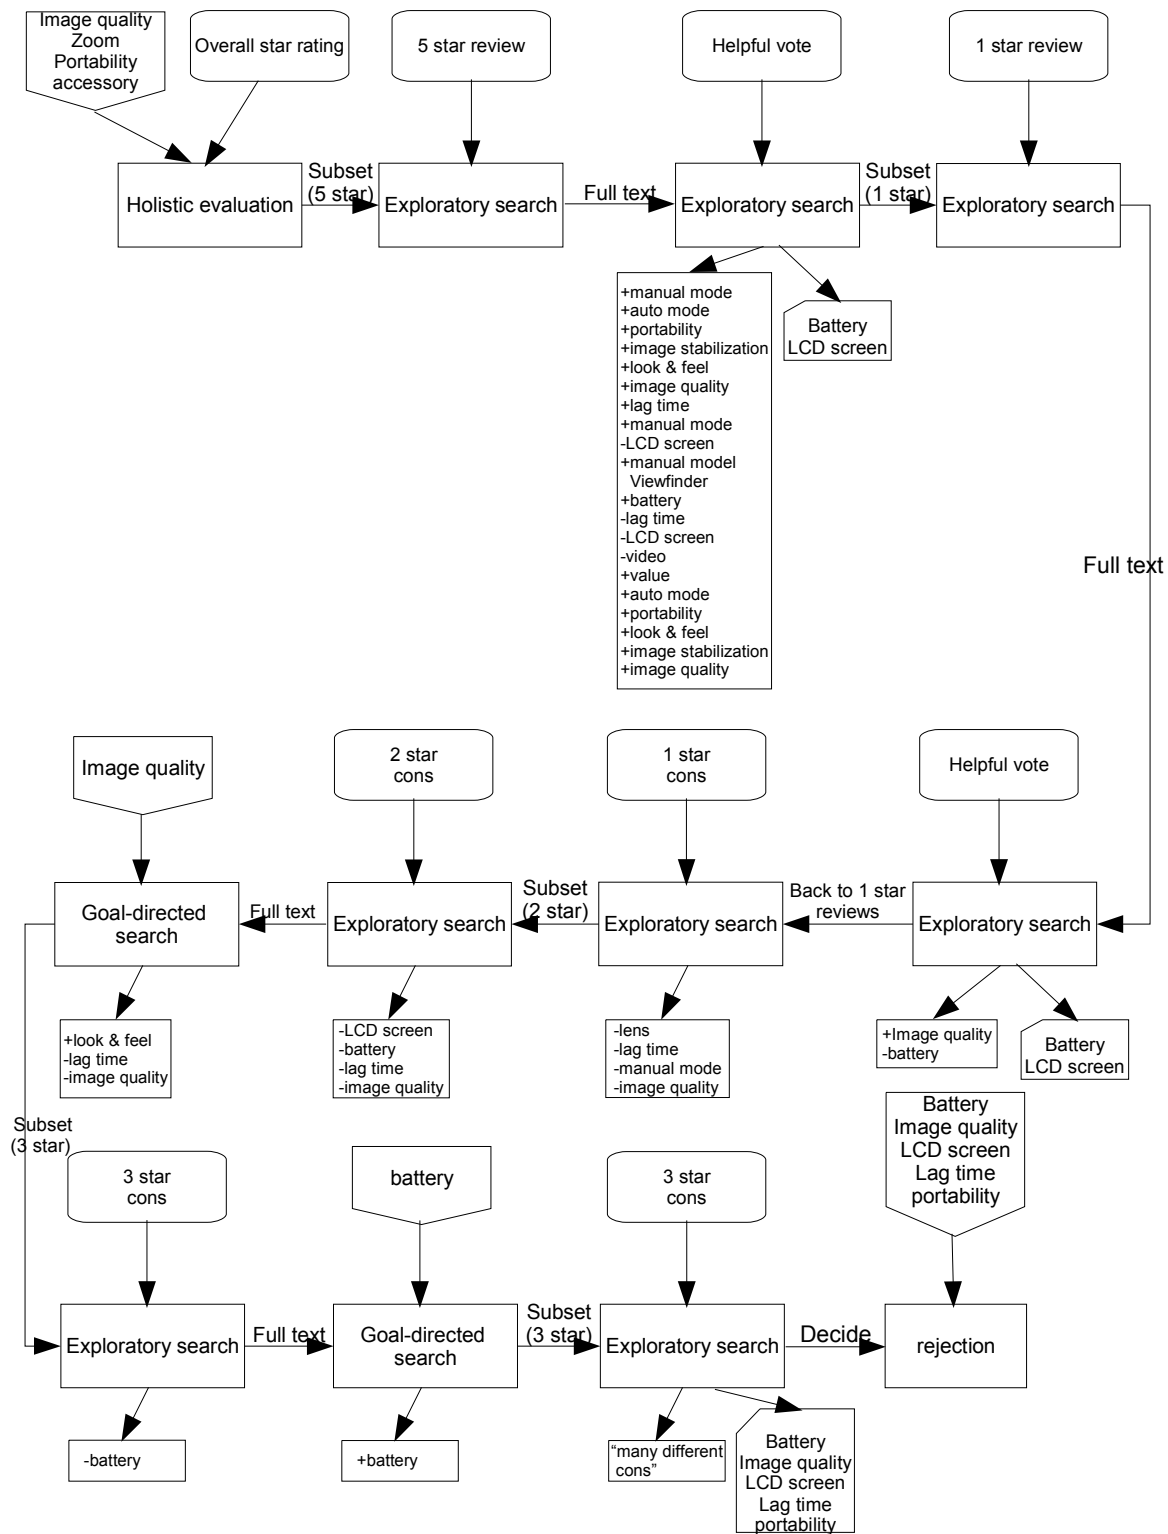 Image quality
Zoom
Portability
accessory
Overall star rating
5 star review
Helpful vote
1 star review
Holistic evaluation
Subset
(5 star)
Exploratory search
Full text
Exploratory search
Subset
(1 star)
Exploratory search
+manual mode
+auto mode
+portability
+image stabilization
+look & feel
+image quality
+lag time
+manual mode
-LCD screen
+manual model
Viewfinder
+battery
-lag time
-LCD screen
-video
+value
+auto mode
+portability
+look & feel
+image stabilization
+image quality
Battery
LCD screen
Full text
Image quality
2 star
cons
1 star
cons
Helpful vote
Goal-directed
search
Full text
Exploratory search
Subset
(2 star)
Exploratory search
Back to 1 star
reviews
Exploratory search
+look & feel
-lag time
-image quality
-LCD screen
-battery
-lag time
-image quality
-lens
-lag time
-manual mode
-image quality
+Image quality
-battery
Battery
LCD screen
Subset
(3 star)
3 star
cons
battery
3 star
cons
Battery
Image quality
LCD screen
Lag time
portability
Exploratory search
Full text
Goal-directed
search
Subset
(3 star)
Exploratory search
Decide
rejection
-battery
+battery
“many different
cons”
Battery
Image quality
LCD screen
Lag time
portability